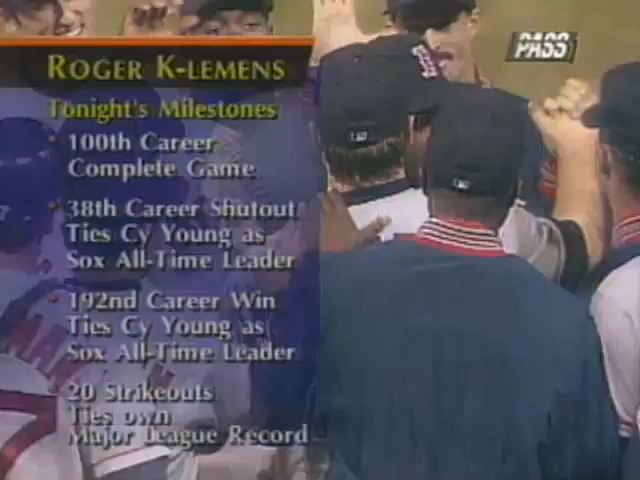 PASS
ROGER K-LEMENS
Tonight's Milestones
100th Career
Complete Game
38th Career Shutout
Ties Cy Young as
Sox All-Time Leader
192nd Career Win
Ties Cy Young as
Sox All-Time Leader
20 Strikeouts
Ties own
Major League Record
B